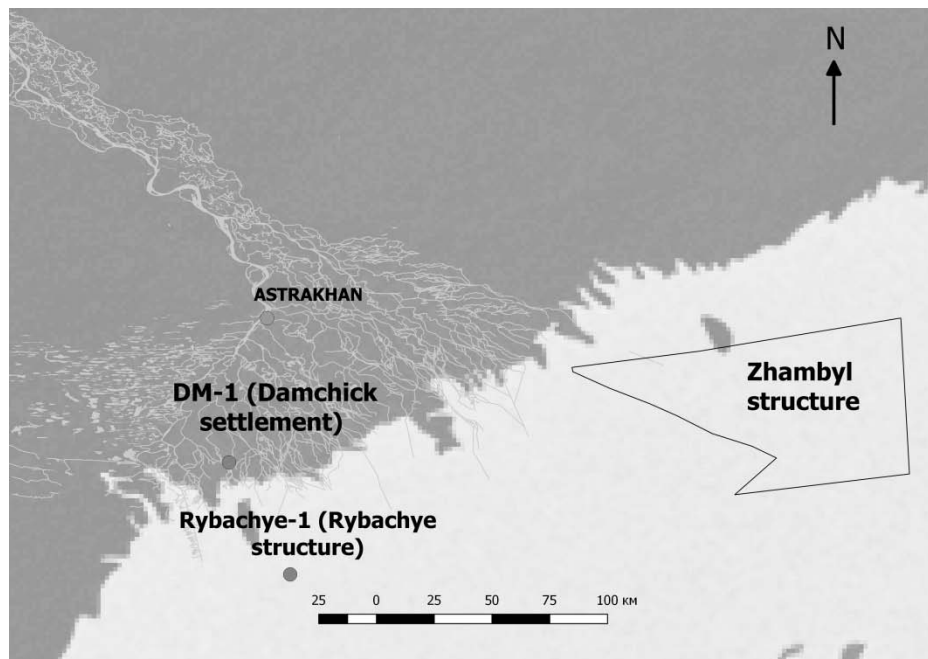 N
ASTRAKHAN
DM-1 (Damchick
settlement)
Zhambyl
structure
Rybachye-1 (Rybachye
structure)
25 0 25 50 75 100 км